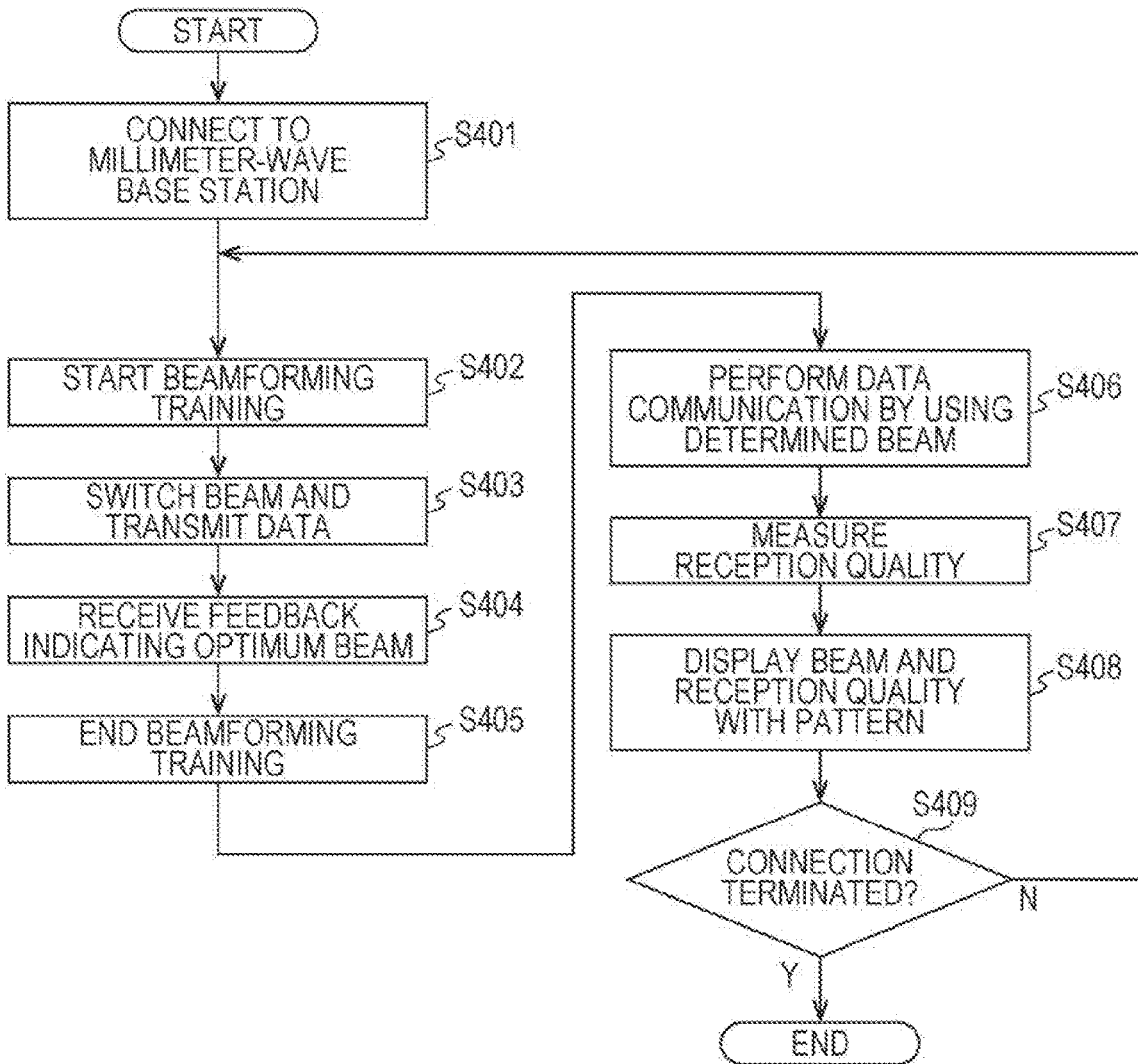 START
CONNECT TO
MILLIMETER-WAVE
BASE STATION
S401
START BEAMFORMING
TRAINING
S402
SWITCH BEAM AND
TRANSMIT DATA
S403
RECEIVE FEEDBACK
INDICATING OPTIMUM BEAM
S404
END BEAMFORMING
TRAINING
S405
PERFORM DATA
COMMUNICATION BY USING
DETERMINED BEAM
S406
MEASURE
RECEPTION QUALITY
S407
DISPLAY BEAM AND
RECEPTION QUALITY
WITH PATTERN
S408
S409
CONNECTION
TERMINATED?
N
Y
END